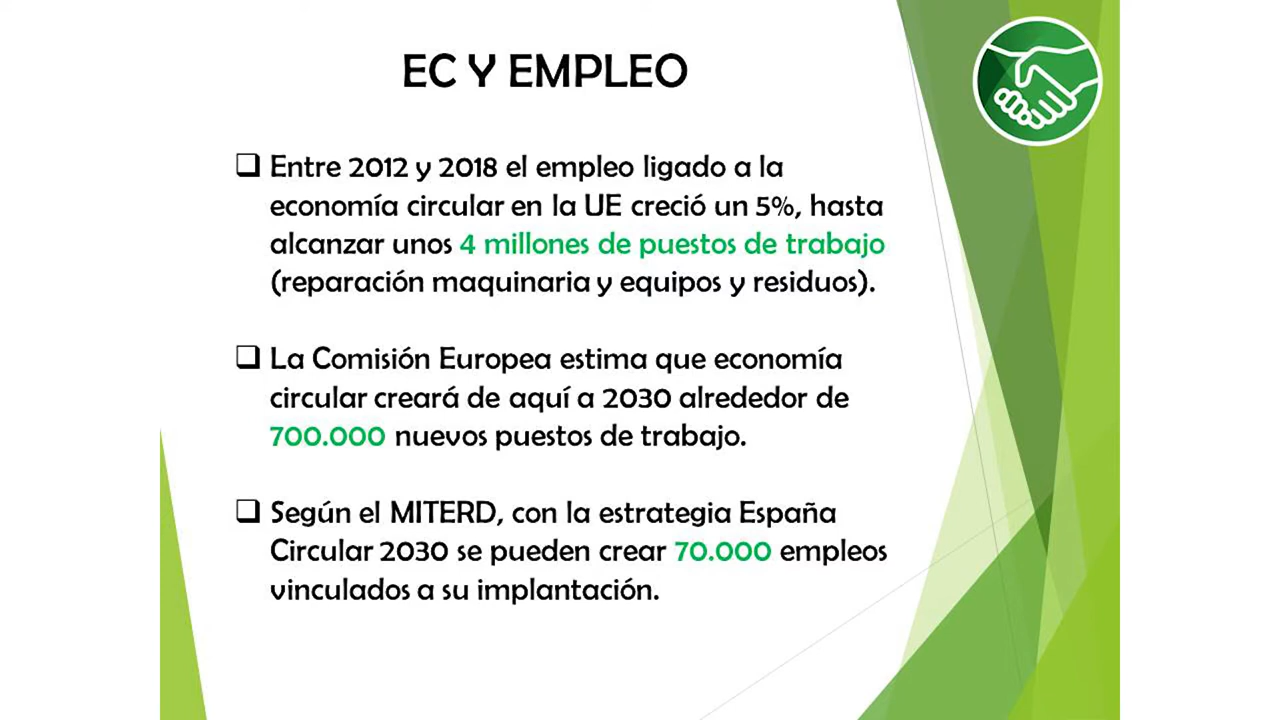 EC Y EMPLEO
❑ Entre 2012 y 2018 el empleo ligado a la
economía circular en la UE creció un 5%, hasta
alcanzar unos 4 millones de puestos de trabajo
(reparación maquinaria y equipos y residuos).
❑ La Comisión Europea estima que economía
circular creará de aquí a 2030 alrededor de
700.000 nuevos puestos de trabajo.
❑ Según el MITERD, con la estrategia España
Circular 2030 se pueden crear 70.000 empleos
vinculados a su implantación.